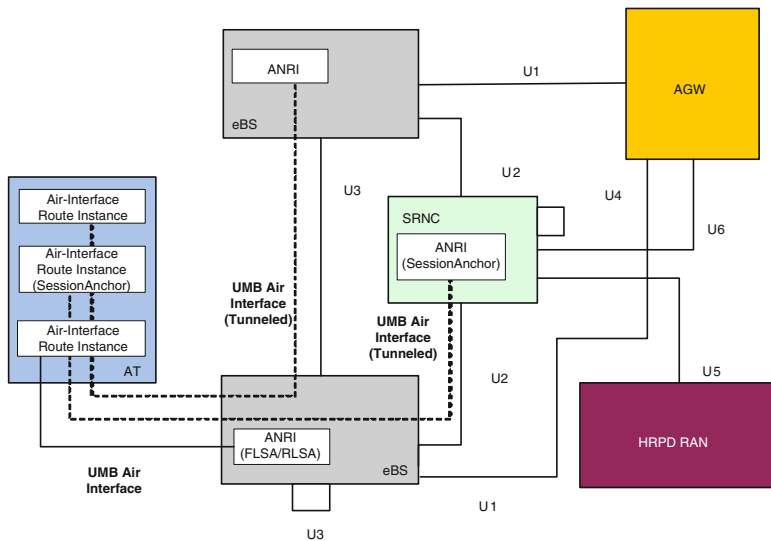 ANRI
eBS
U1
AGW
U3
U2
U4
U6
Air-Interface
Route Instance
Air-Interface
Route Instance
(SessionAnchor)
Air-Interface
Route Instance
AT
SRNC
ANRI
(SessionAnchor)
UMB Air
Interface
(Tunneled)
UMB Air
Interface
(Tunneled)
U2
U5
ANRI
(FLSA/RLSA)
eBS
HRPD RAN
UMB Air
Interface
U1
U3